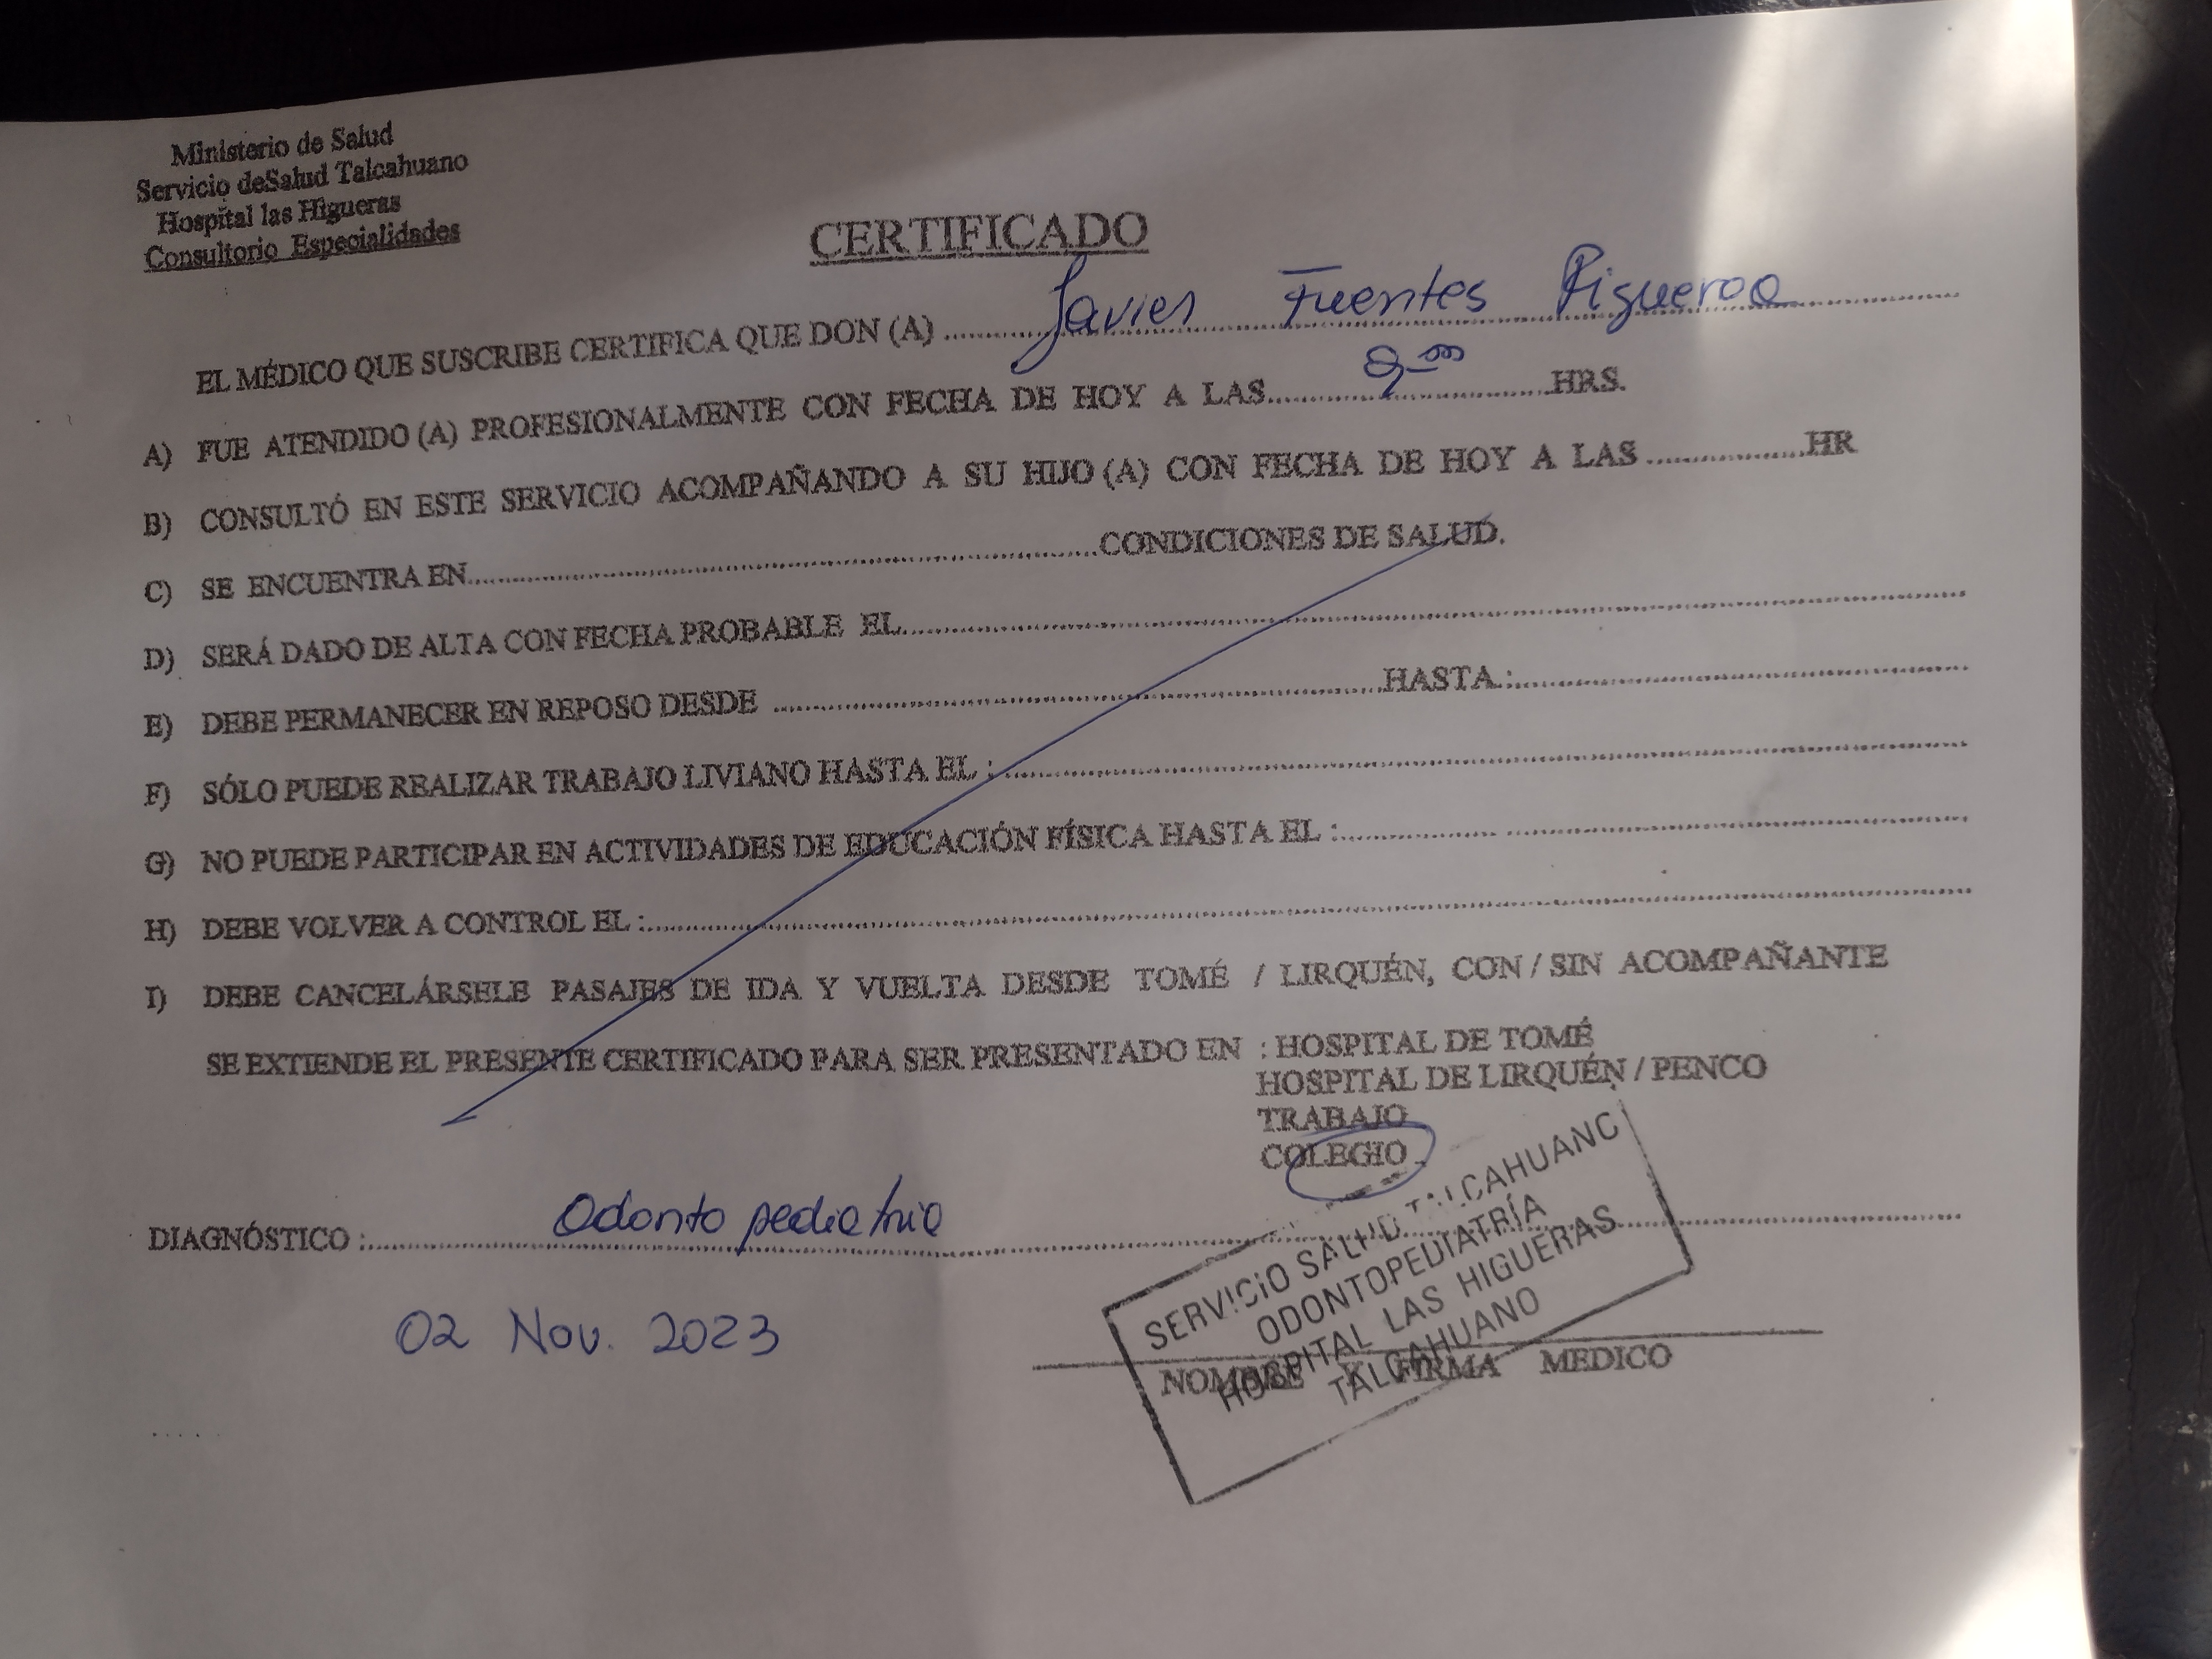 Ministerio de Salud
Servicio deSalud Talcahuano
Hospital las Higueras
Consultorio Especialidades
CERTIFICADO
EL MÉDICO QUE SUSCRIBE CERTIFICA QUE DON (A) Javier Fuentes Figueroa
A) FUE ATENDIDO (A) PROFESIONALMENTE CON FECHA DE HOY A LAS 9 00 HRS.
B) CONSULTÓ EN ESTE SERVICIO ACOMPAÑANDO A SU HIJO (A) CON FECHA DE HOY A LAS HR
C) SE ENCUENTRA EN CONDICIONES DE SALUD.
D) SERÁ DADO DE ALTA CON FECHA PROBABLE EL
E) DEBE PERMANECER EN REPOSO DESDE HASTA :
F) SÓLO PUEDE REALIZAR TRABAJO LIVIANO HASTA EL :
G) NO PUEDE PARTICIPAR EN ACTIVIDADES DE EDUCACIÓN FÍSICA HASTA EL :
H) DEBE VOLVER A CONTROL EL :
I) DEBE CANCELÁRSELE PASAJES DE IDA Y VUELTA DESDE TOMÉ / LIRQUÉN, CON / SIN ACOMPAÑANTE
SE EXTIENDE EL PRESENTE CERTIFICADO PARA SER PRESENTADO EN : HOSPITAL DE TOMÉ
HOSPITAL DE LIRQUÉN / PENCO
TRABAJO
COLEGIO
DIAGNÓSTICO : Odonto pediatria
02 Nov. 2023
SERVICIO SALUD TALCAHUANO
ODONTOPEDIATRÍA
HOSPITAL LAS HIGUERAS
TALCAHUANO
NOMBRE Y FIRMA MEDICO